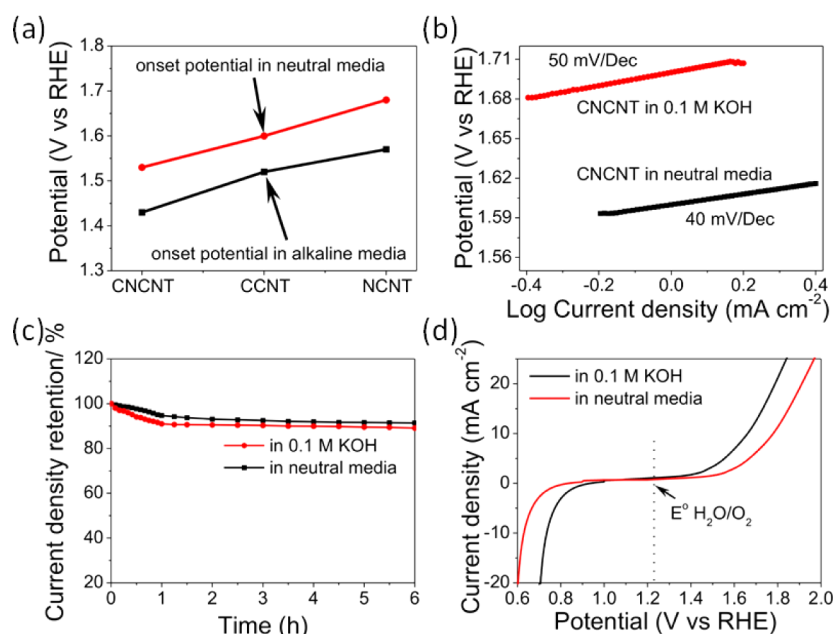 (a)
1.8
1.7
1.6
1.5
1.4
1.3
Potential (V vs RHE)
onset potential in neutral media
onset potential in alkaline media
CNCNT
CCNT
NCNT
(b)
1.71
1.68
1.65
1.62
1.59
1.56
Potential (V vs RHE)
50 mV/Dec
CNCNT in 0.1 M KOH
CNCNT in neutral media
40 mV/Dec
-0.4 -0.2 0.0 0.2 0.4
Log Current density (mA cm⁻²)
(c)
120
100
80
60
40
20
Current density retention/ %
in 0.1 M KOH
in neutral media
0 1 2 3 4 5 6
Time (h)
(d)
20
10
0
-10
-20
Current density (mA cm⁻²)
in 0.1 M KOH
in neutral media
Eº H₂O/O₂
0.6 0.8 1.0 1.2 1.4 1.6 1.8 2.0
Potential (V vs RHE)